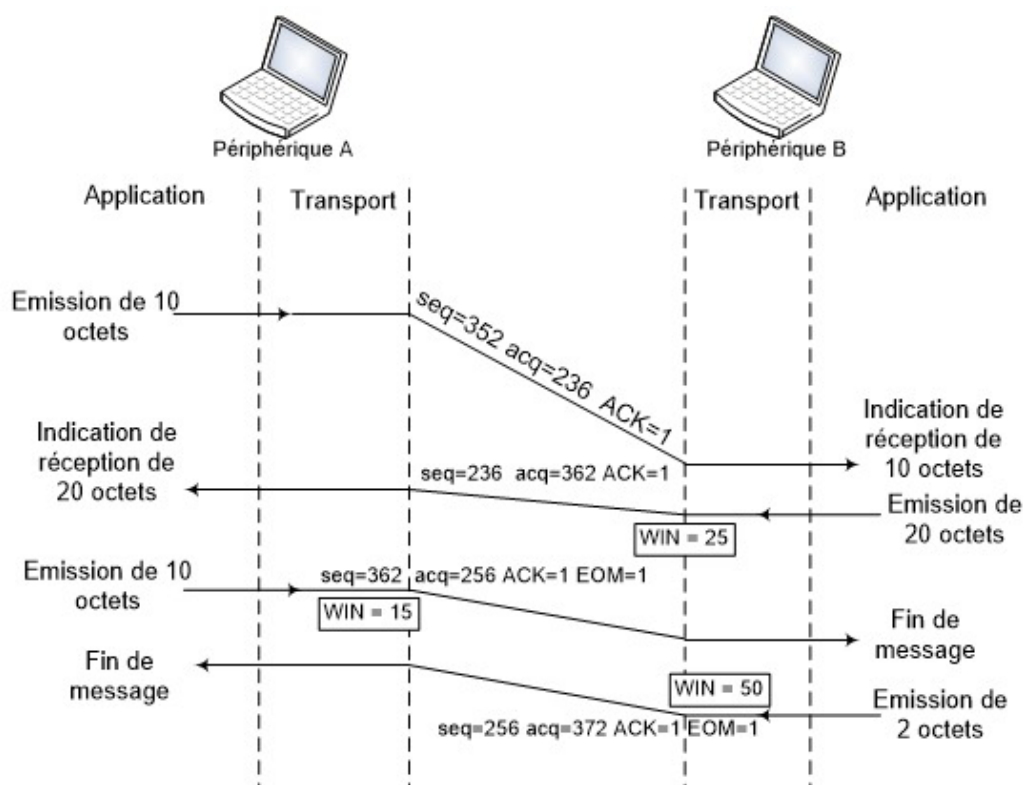 Périphérique A
Périphérique B
Application
Transport
Transport
Application
Emission de 10
octets
seq=352 acq=236 ACK=1
Indication de
réception de
10 octets
Indication de
réception de
20 octets
seq=236 acq=362 ACK=1
Emission de
20 octets
WIN = 25
Emission de 10
octets
seq=362 acq=256 ACK=1 EOM=1
WIN = 15
Fin de
message
Fin de
message
WIN = 50
Emission de
2 octets
seq=256 acq=372 ACK=1 EOM=1